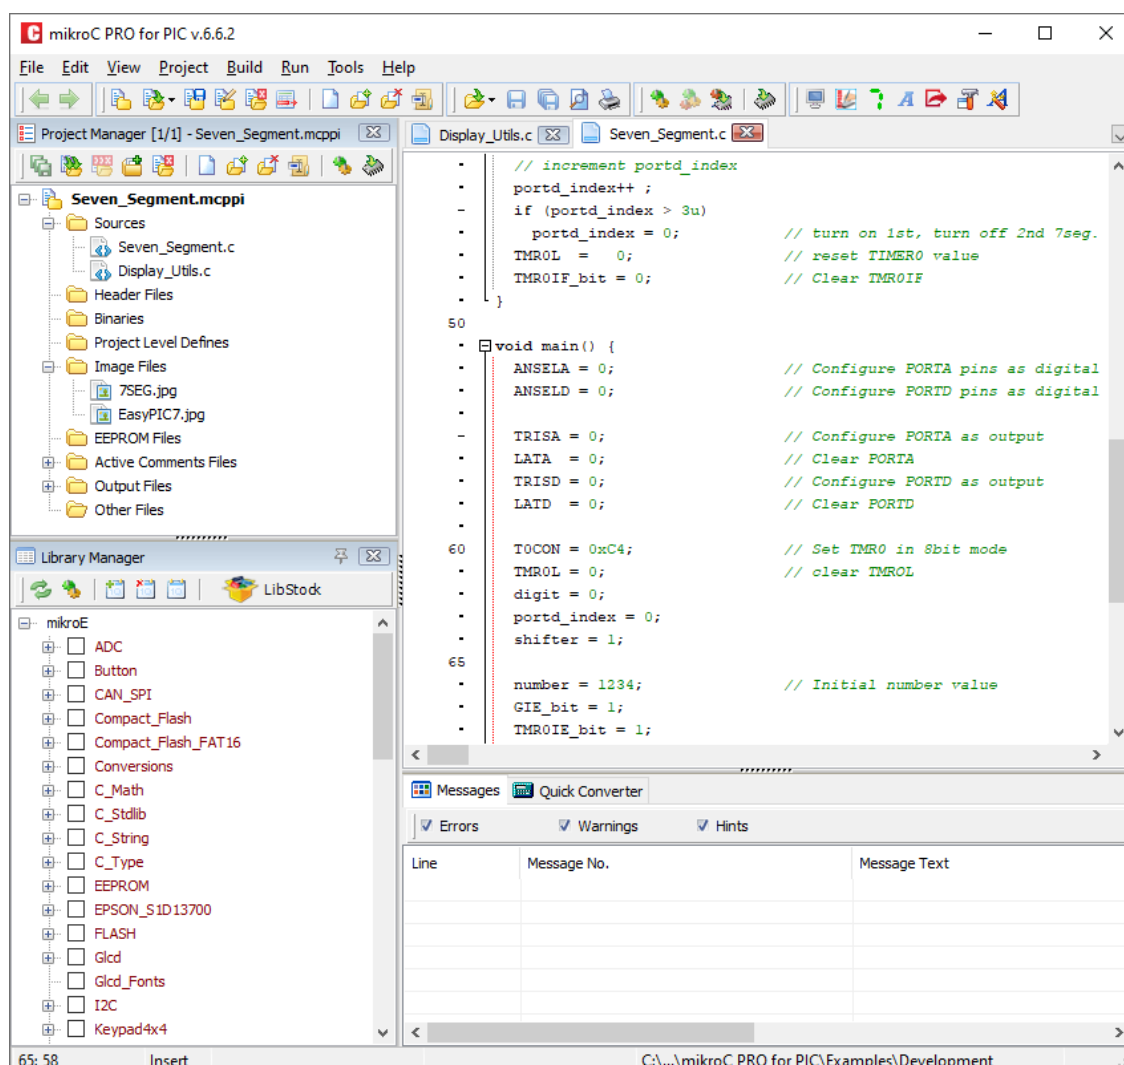 mikroC PRO for PIC v.6.6.2
File Edit View Project Build Run Tools Help
Project Manager [1/1] - Seven_Segment.mcppi
Seven_Segment.mcppi
Sources
Seven_Segment.c
Display_Utils.c
Header Files
Binaries
Project Level Defines
Image Files
7SEG.jpg
EasyPIC7.jpg
EEPROM Files
Active Comments Files
Output Files
Other Files
Library Manager
LibStock
mikroE
ADC
Button
CAN_SPI
Compact_Flash
Compact_Flash_FAT16
Conversions
C_Math
C_Stdlib
C_String
C_Type
EEPROM
EPSON_S1D13700
FLASH
Glcd
Glcd_Fonts
I2C
Keypad4x4
Display_Utils.c Seven_Segment.c
// increment portd_index
portd_index++ ;
if (portd_index > 3u)
portd_index = 0; // turn on 1st, turn off 2nd 7seg.
TMR0L = 0; // reset TIMER0 value
TMR0IF_bit = 0; // Clear TMR0IF
}
50
void main() {
ANSELA = 0; // Configure PORTA pins as digital
ANSELD = 0; // Configure PORTD pins as digital
TRISA = 0; // Configure PORTA as output
LATA = 0; // Clear PORTA
TRISD = 0; // Configure PORTD as output
LATD = 0; // Clear PORTD
60 T0CON = 0xC4; // Set TMR0 in 8bit mode
TMR0L = 0; // clear TMROL
digit = 0;
portd_index = 0;
shifter = 1;
65
number = 1234; // Initial number value
GIE_bit = 1;
TMR0IE_bit = 1;
Messages Quick Converter
Errors Warnings Hints
Line Message No. Message Text
65: 58 Insert C:\...\mikroC PRO for PIC\Examples\Development